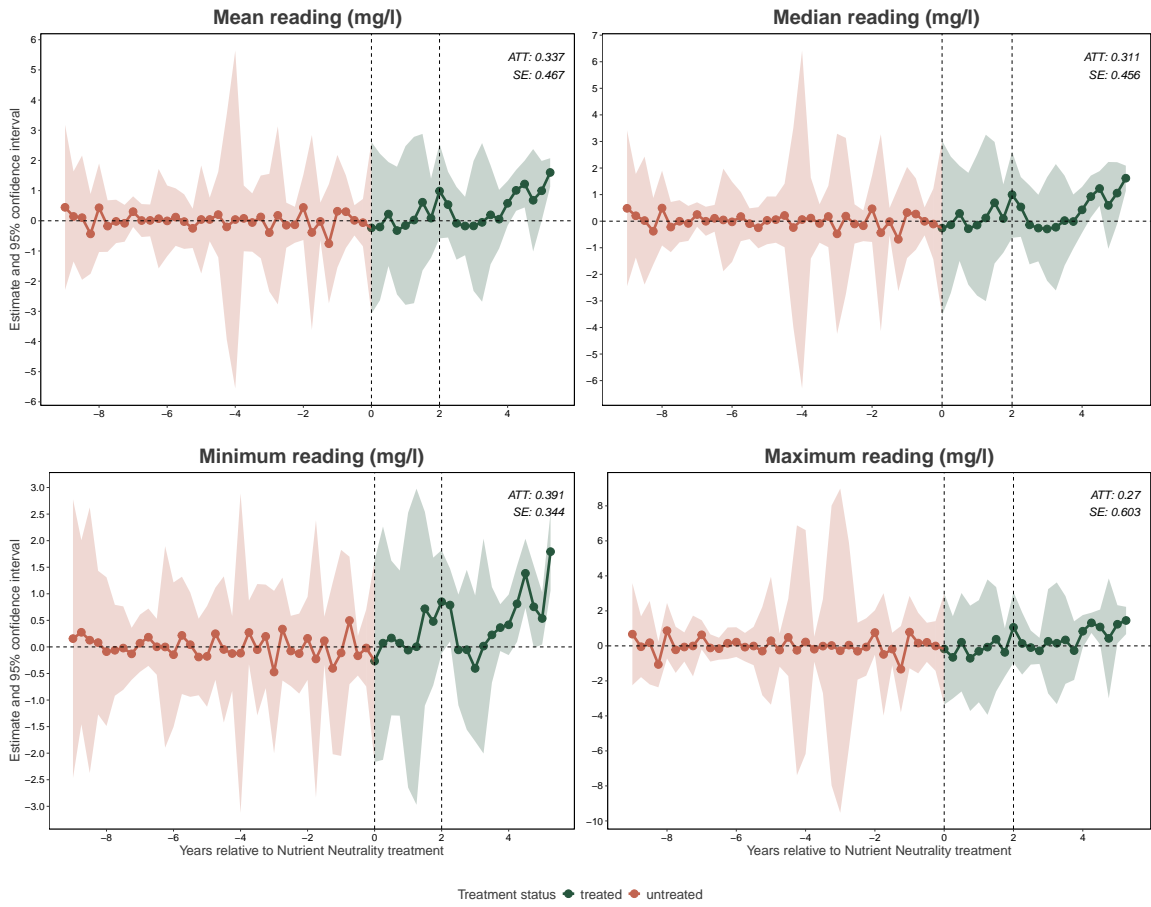 Mean reading (mg/l)
ATT: 0.337
SE: 0.467
Estimate and 95% confidence interval
6
5
4
3
2
1
0
−1
−2
−3
−4
−5
−6
−8 −6 −4 −2 0 2 4
Median reading (mg/l)
ATT: 0.311
SE: 0.456
7
6
5
4
3
2
1
0
−1
−2
−3
−4
−5
−6
−8 −6 −4 −2 0 2 4
Minimum reading (mg/l)
ATT: 0.391
SE: 0.344
Estimate and 95% confidence interval
3.0
2.5
2.0
1.5
1.0
0.5
0.0
−0.5
−1.0
−1.5
−2.0
−2.5
−3.0
−8 −6 −4 −2 0 2 4
Years relative to Nutrient Neutrality treatment
Maximum reading (mg/l)
ATT: 0.27
SE: 0.603
8
6
4
2
0
−2
−4
−6
−8
−10
−8 −6 −4 −2 0 2 4
Years relative to Nutrient Neutrality treatment
Treatment status treated untreated